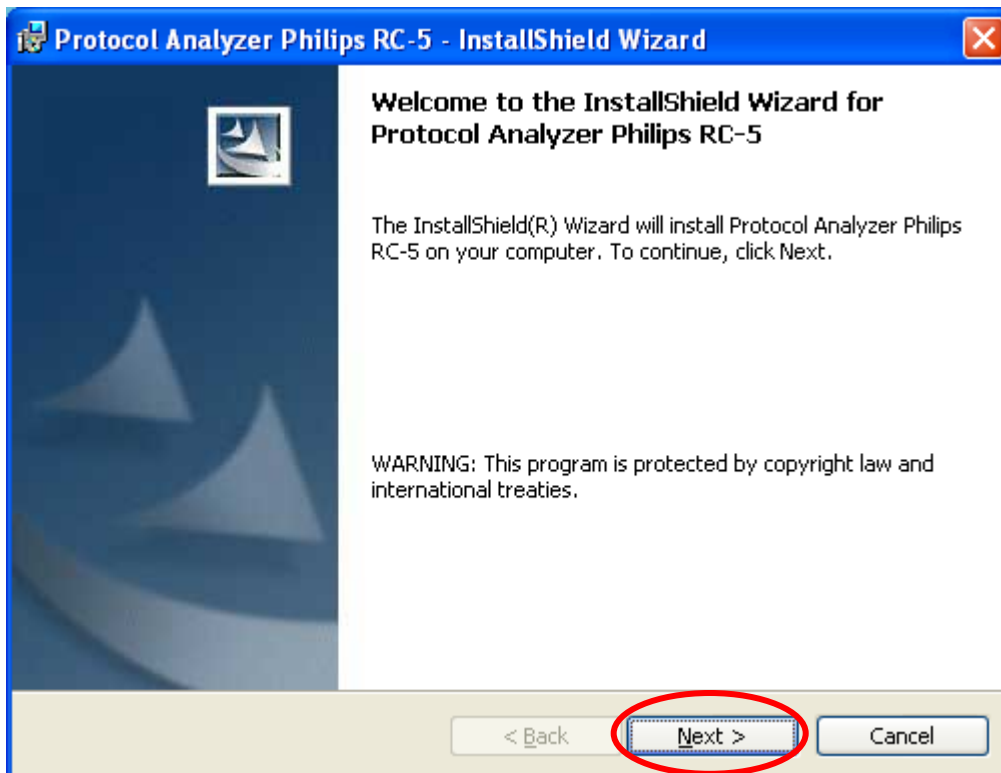 Protocol Analyzer Philips RC-5 - InstallShield Wizard
Welcome to the InstallShield Wizard for
Protocol Analyzer Philips RC-5
The InstallShield(R) Wizard will install Protocol Analyzer Philips
RC-5 on your computer. To continue, click Next.
WARNING: This program is protected by copyright law and
international treaties.
< Back Next > Cancel